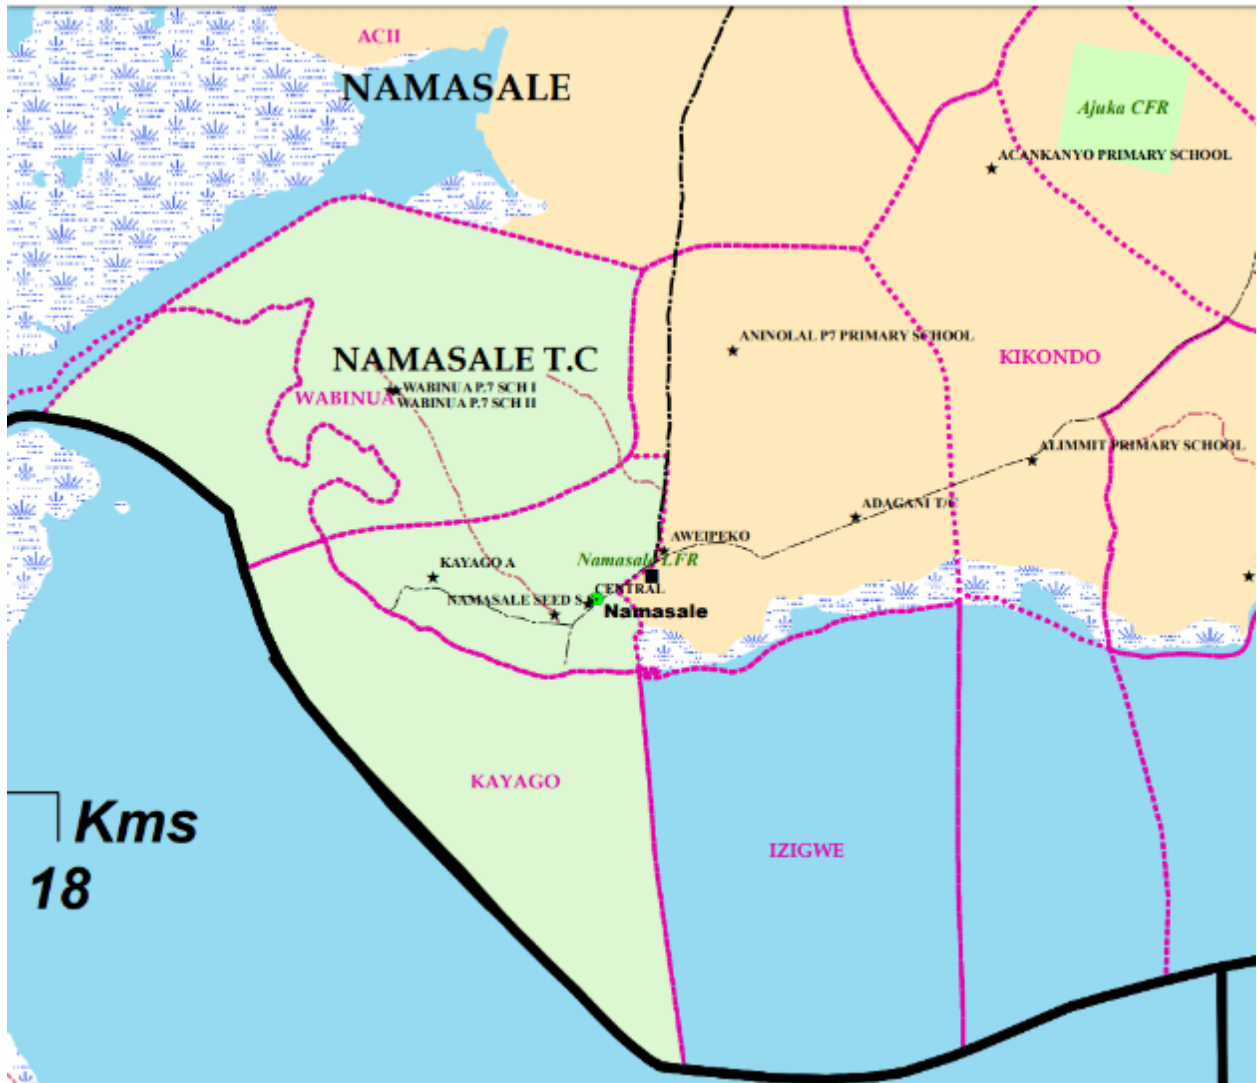 ACII
NAMASALE
Ajuka CFR
ACANKANYO PRIMARY SCHOOL
ANINOLAL P7 PRIMARY SCHOOL
KIKONDO
NAMASALE T.C
WABINUA P.7 SCH I
WABINUA
WABINUA P.7 SCH II
ALIMMIT PRIMARY SCHOOL
ADAGANI T/C
AWEIPEKO
Namasale LFR
KAYAGO A
CENTRAL
NAMASALE SEED S
Namasale
KAYAGO
Kms
IZIGWE
18